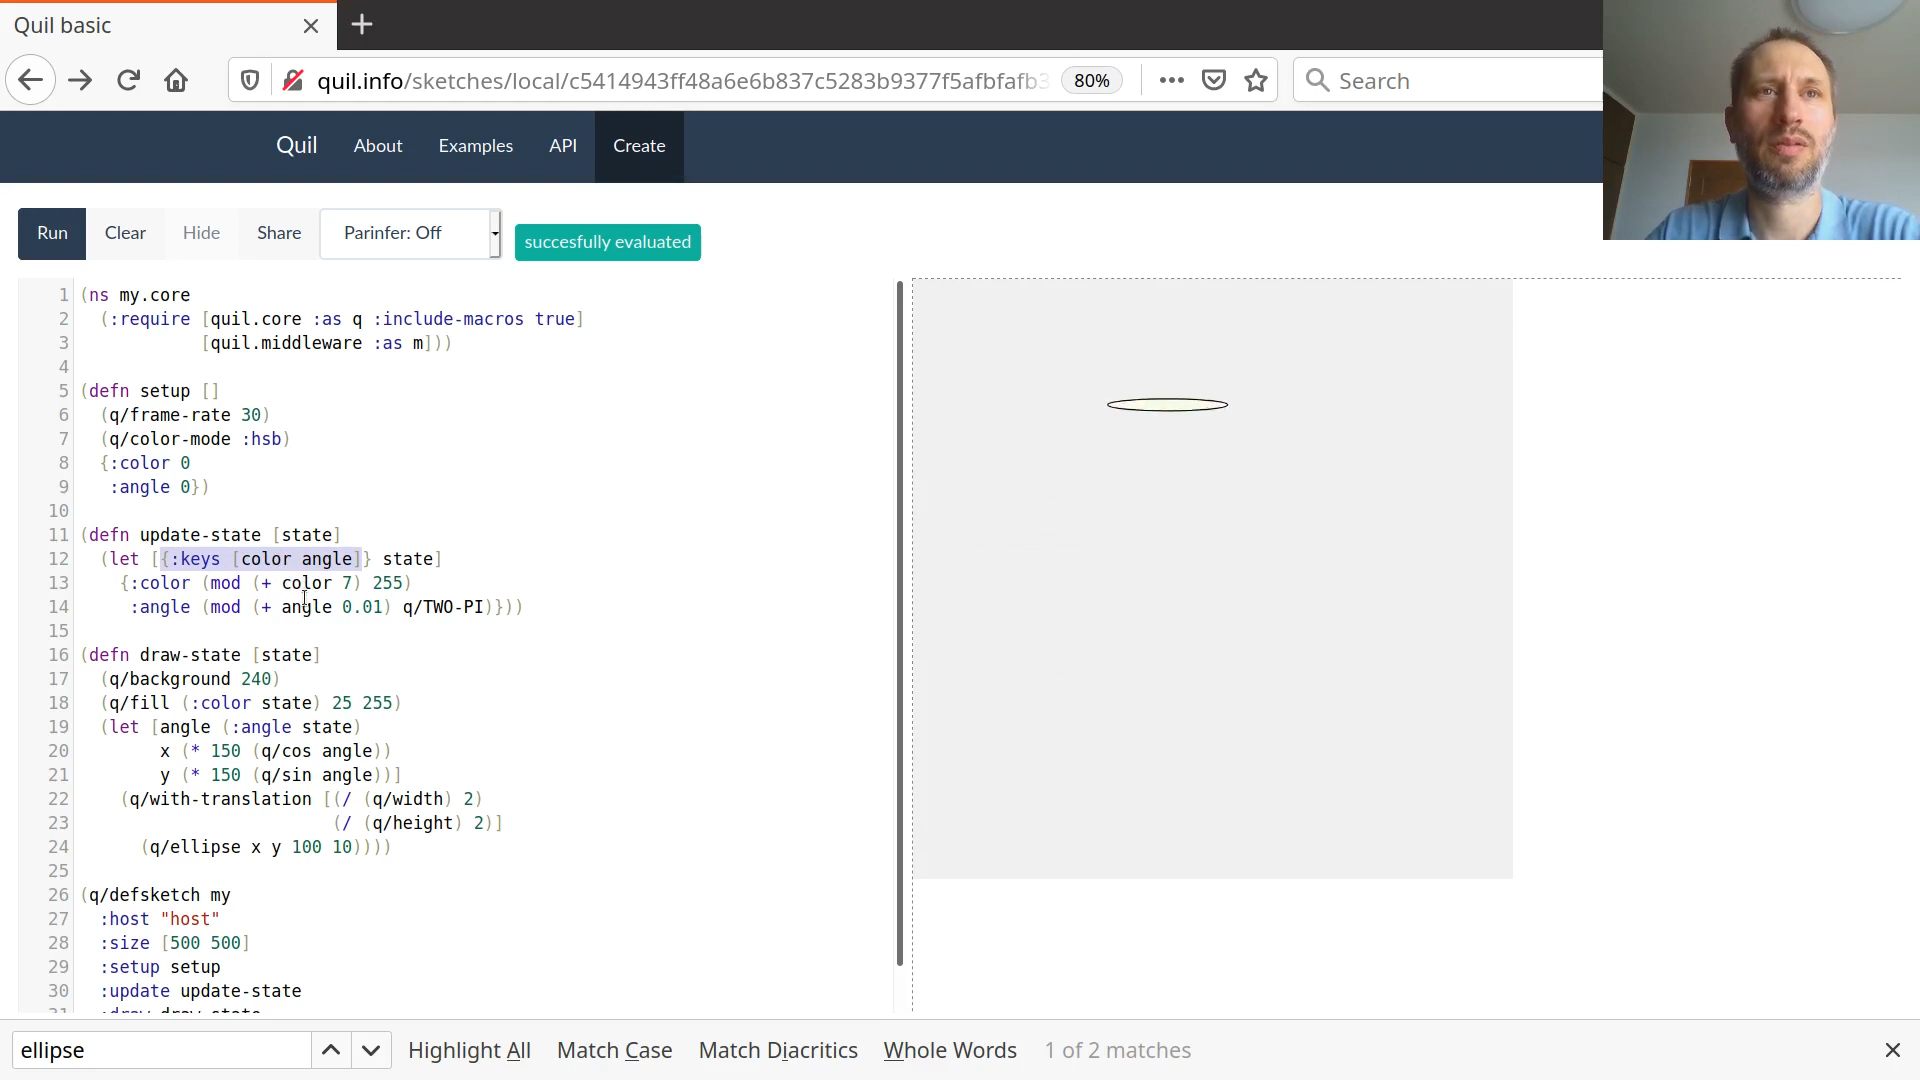 Quil basic
quil.info/sketches/local/c5414943ff48a6e6b837c5283b9377f5afbfafb3
80%
Search
Quil About Examples API Create
Run Clear Hide Share Parinfer: Off succesfully evaluated
1 (ns my.core
2 (:require [quil.core :as q :include-macros true]
3 [quil.middleware :as m]))
4
5 (defn setup []
6 (q/frame-rate 30)
7 (q/color-mode :hsb)
8 {:color 0
9 :angle 0})
10
11 (defn update-state [state]
12 (let [{:keys [color angle]} state]
13 {:color (mod (+ color 7) 255)
14 :angle (mod (+ angle 0.01) q/TWO-PI)}))
15
16 (defn draw-state [state]
17 (q/background 240)
18 (q/fill (:color state) 25 255)
19 (let [angle (:angle state)
20 x (* 150 (q/cos angle))
21 y (* 150 (q/sin angle))]
22 (q/with-translation [(/ (q/width) 2)
23 (/ (q/height) 2)]
24 (q/ellipse x y 100 10))))
25
26 (q/defsketch my
27 :host "host"
28 :size [500 500]
29 :setup setup
30 :update update-state
ellipse Highlight All Match Case Match Diacritics Whole Words 1 of 2 matches